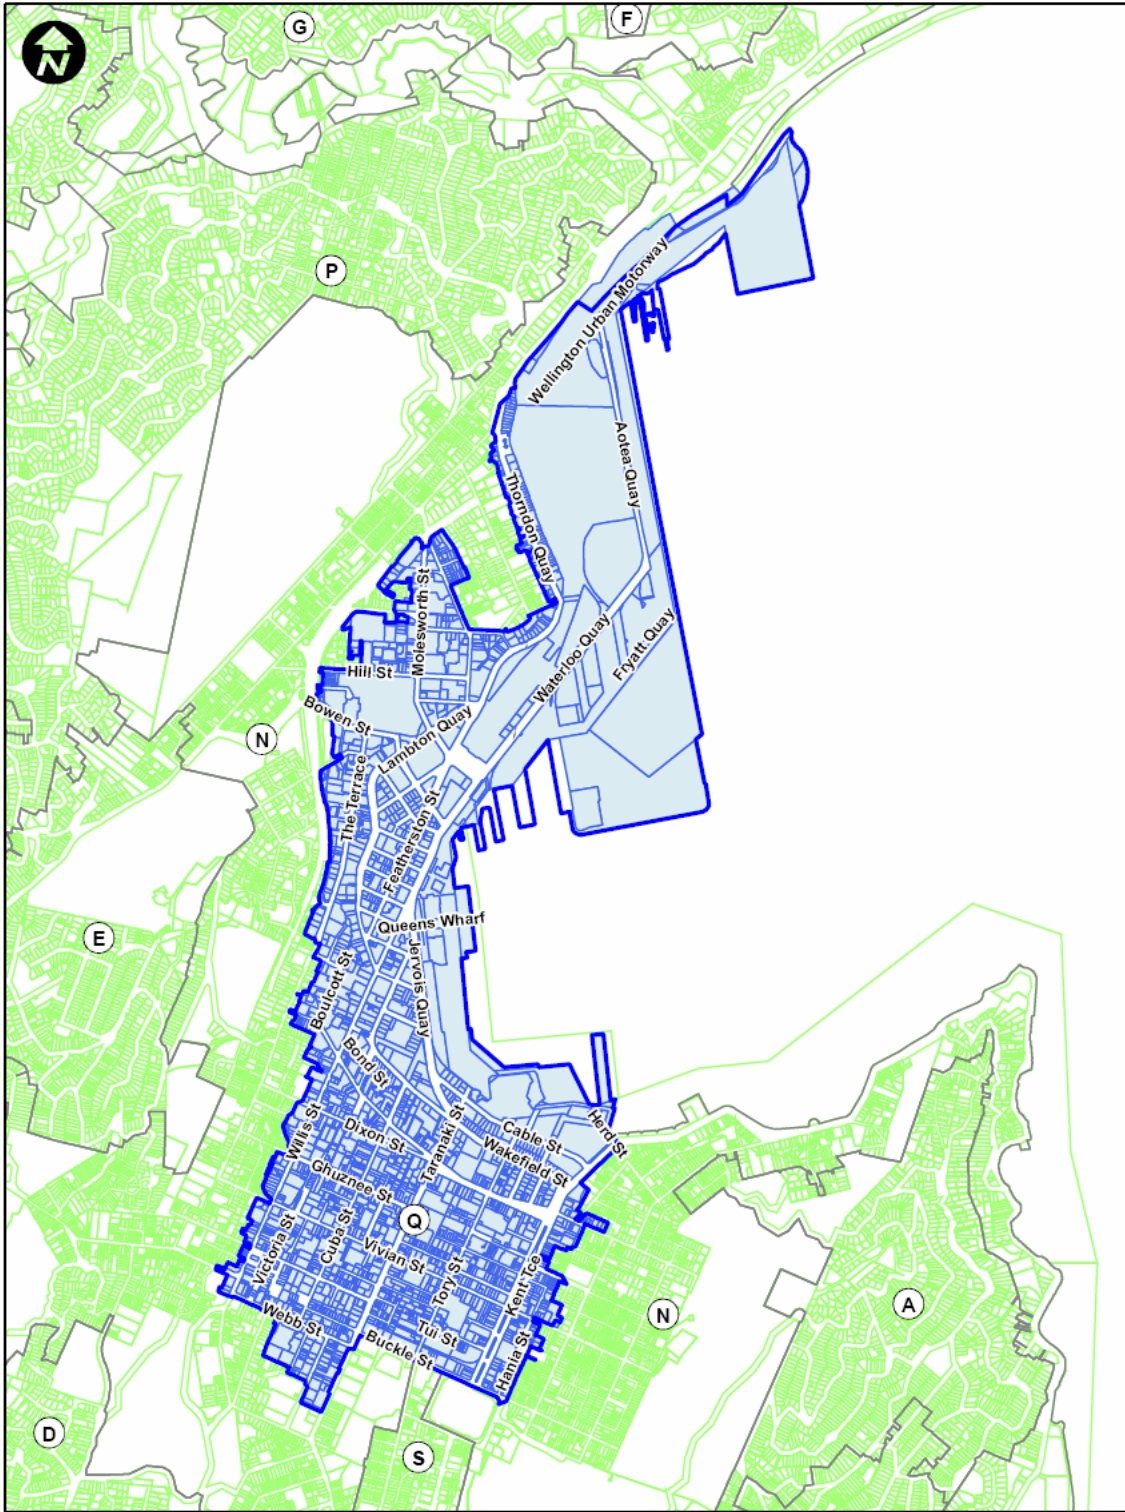 G
F
N
P
Wellington Urban Motorway
Aotea Quay
Thorndon Quay
Molesworth St
Waterloo Quay
Fryatt Quay
Hill St
Bowen St
N
Lambton Quay
The Terrace
Featherston St
Queens Wharf
E
Jervois Quay
Boulcott St
Bond St
Willis St
Dixon St
Taranaki St
Cable St
Herd St
Wakefield St
Ghuznee St
Q
Victoria St
Cuba St
Vivian St
Tory St
Kent Tce
N
A
Webb St
Tui St
Buckle St
Hania St
D
S